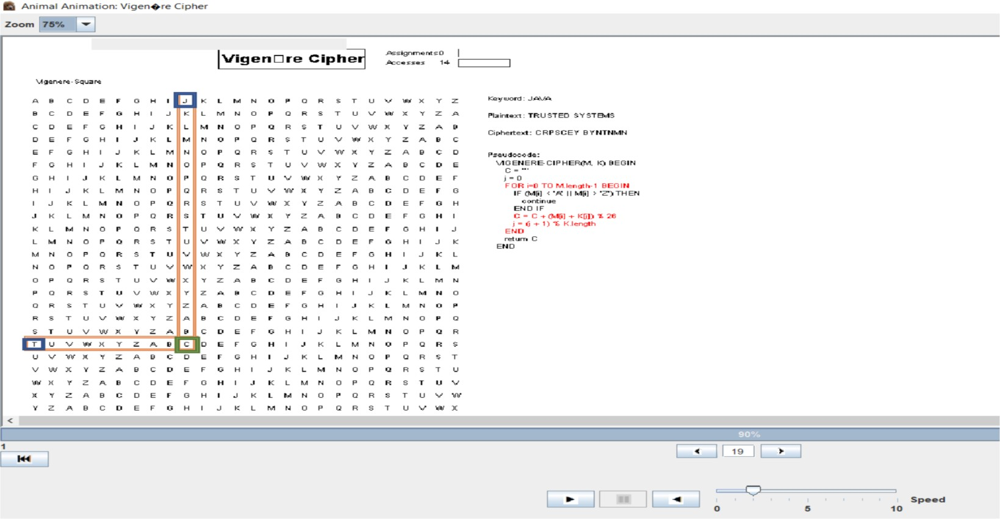 Animal Animation: Vigen�re Cipher
Zoom 75%
Vigen□re Cipher
Assignments 0
Accesses 14
Vigenere-Square
A B C D E F G H I J K L M N O P Q R S T U V W X Y Z
B C D E F G H I J K L M N O P Q R S T U V W X Y Z A
C D E F G H I J K L M N O P Q R S T U V W X Y Z A B
D E F G H I J K L M N O P Q R S T U V W X Y Z A B C
E F G H I J K L M N O P Q R S T U V W X Y Z A B C D
F G H I J K L M N O P Q R S T U V W X Y Z A B C D E
G H I J K L M N O P Q R S T U V W X Y Z A B C D E F
H I J K L M N O P Q R S T U V W X Y Z A B C D E F G
I J K L M N O P Q R S T U V W X Y Z A B C D E F G H
J K L M N O P Q R S T U V W X Y Z A B C D E F G H I
K L M N O P Q R S T U V W X Y Z A B C D E F G H I J
L M N O P Q R S T U V W X Y Z A B C D E F G H I J K
M N O P Q R S T U V W X Y Z A B C D E F G H I J K L
N O P Q R S T U V W X Y Z A B C D E F G H I J K L M
O P Q R S T U V W X Y Z A B C D E F G H I J K L M N
P Q R S T U V W X Y Z A B C D E F G H I J K L M N O
Q R S T U V W X Y Z A B C D E F G H I J K L M N O P
R S T U V W X Y Z A B C D E F G H I J K L M N O P Q
S T U V W X Y Z A B C D E F G H I J K L M N O P Q R
T U V W X Y Z A B C D E F G H I J K L M N O P Q R S
U V W X Y Z A B C D E F G H I J K L M N O P Q R S T
V W X Y Z A B C D E F G H I J K L M N O P Q R S T U
W X Y Z A B C D E F G H I J K L M N O P Q R S T U V
X Y Z A B C D E F G H I J K L M N O P Q R S T U V W
Y Z A B C D E F G H I J K L M N O P Q R S T U V W X
Keyword: JAVA
Plaintext: TRUSTED SYSTEMS
Ciphertext: CRPSCEY BYNTNMN
Pseudocode:
VIGENERE-CIPHER(M, K) BEGIN
C = ""
j = 0
FOR i=0 TO M.length-1 BEGIN
IF (M[i] < 'A' || M[i] > 'Z') THEN
continue
END IF
C = C + (M[i] + K[j]) % 26
j = (j + 1) % K.length
END
return C
END
90%
1
19
0 5 10
Speed